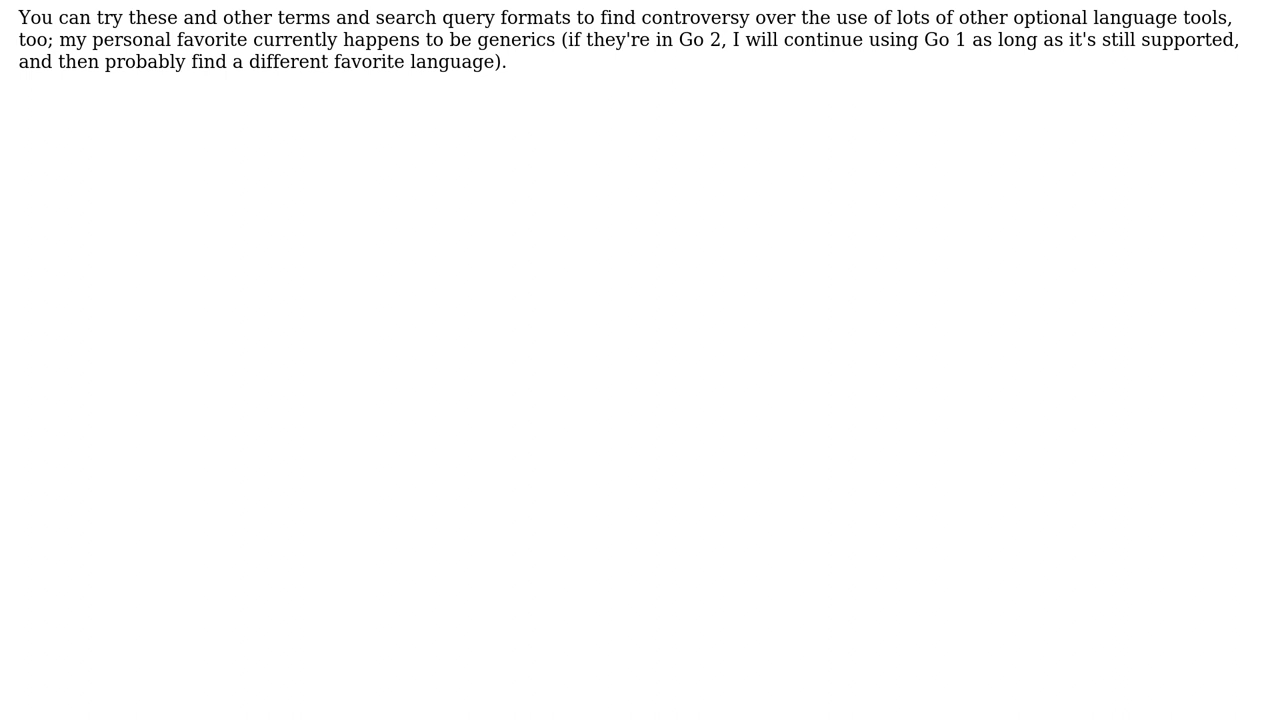 You can try these and other terms and search query formats to find controversy over the use of lots of other optional language tools,
too; my personal favorite currently happens to be generics (if they're in Go 2, I will continue using Go 1 as long as it's still supported,
and then probably find a different favorite language).